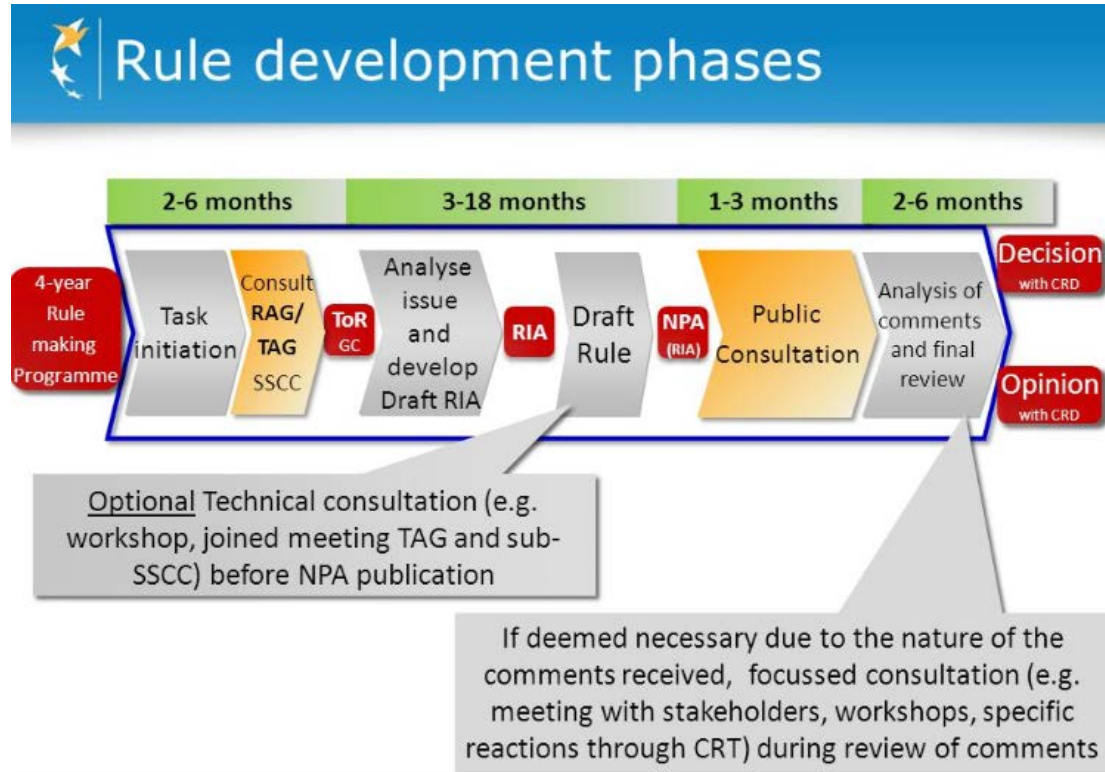 Rule development phases
2-6 months
3-18 months
1-3 months
2-6 months
4-year
Rule
making
Programme
Task
initiation
Consult
RAG/
TAG
SSCC
ToR
GC
Analyse
issue
and
develop
Draft RIA
RIA
Draft
Rule
NPA
(RIA)
Public
Consultation
Analysis of
comments
and final
review
Decision
with CRD
Opinion
with CRD
Optional Technical consultation (e.g.
workshop, joined meeting TAG and sub-
SSCC) before NPA publication
If deemed necessary due to the nature of the
comments received, focussed consultation (e.g.
meeting with stakeholders, workshops, specific
reactions through CRT) during review of comments